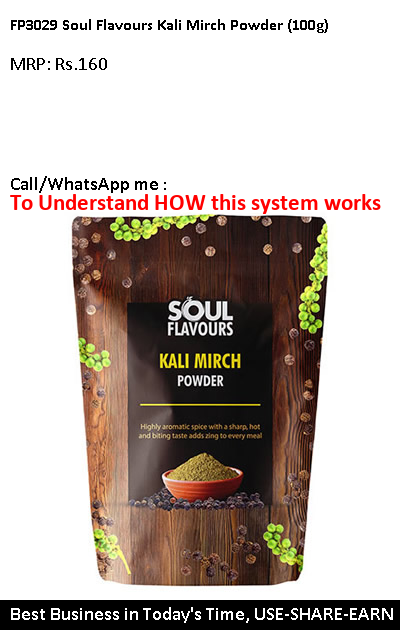 FP3029 Soul Flavours Kali Mirch Powder (100g)
MRP: Rs.160
Call/WhatsApp me :
To Understand HOW this system works
SOUL
FLAVOURS
KALI MIRCH
POWDER
Highly aromatic spice with a sharp, hot
and biting taste adds zing to every meal
Best Business in Today's Time, USE-SHARE-EARN